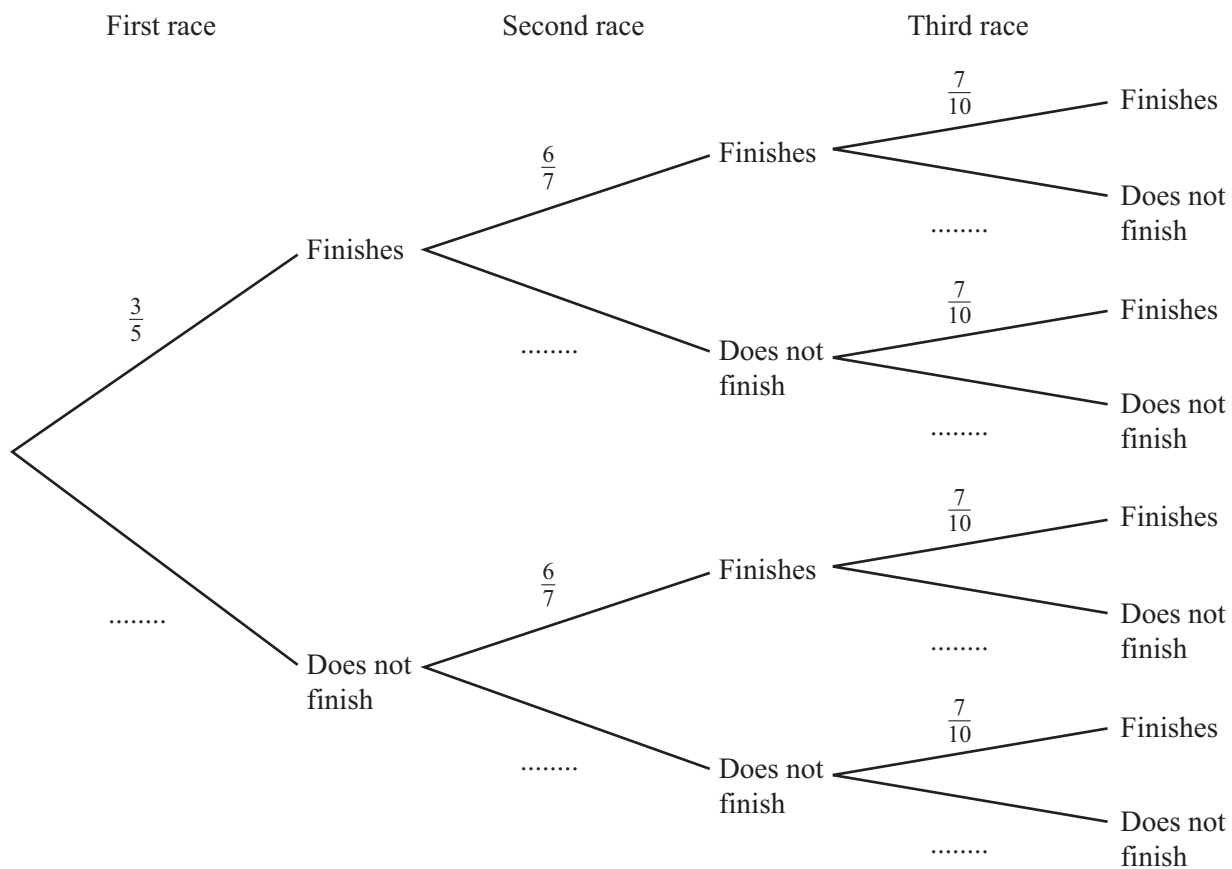 First race Second race Third race
7/10
Finishes
6/7
Finishes
Does not
finish
........
Finishes
3/5
7/10
Finishes
........
Does not
finish
Does not
finish
........
7/10
Finishes
6/7
Finishes
........
Does not
finish
........
Does not
finish
7/10
Finishes
........
Does not
finish
Does not
finish
........